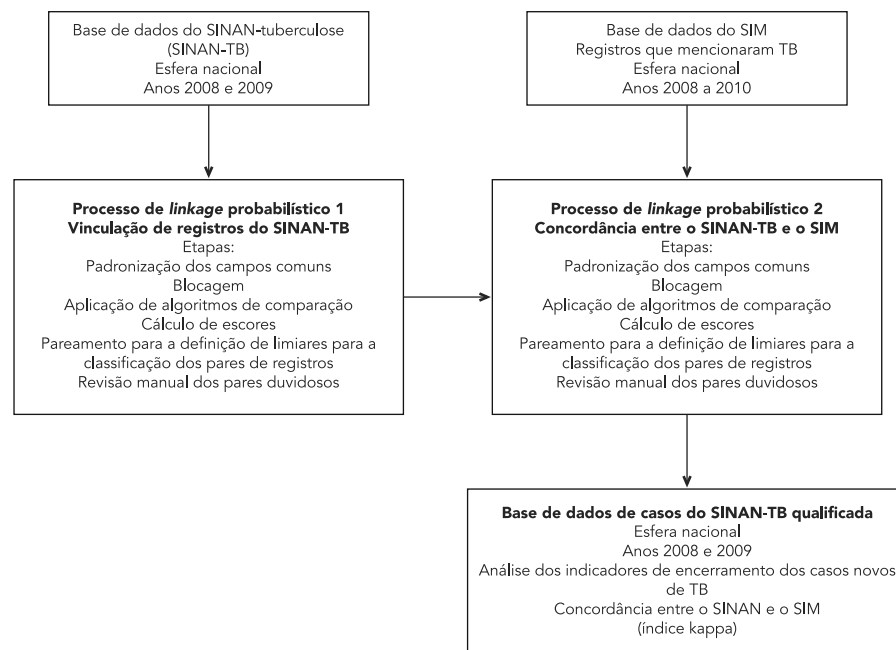 Base de dados do SINAN-tuberculose
(SINAN-TB)
Esfera nacional
Anos 2008 e 2009
Base de dados do SIM
Registros que mencionaram TB
Esfera nacional
Anos 2008 a 2010
Processo de linkage probabilístico 1
Vinculação de registros do SINAN-TB
Etapas:
Padronização dos campos comuns
Blocagem
Aplicação de algoritmos de comparação
Cálculo de escores
Pareamento para a definição de limiares para a
classificação dos pares de registros
Revisão manual dos pares duvidosos
Processo de linkage probabilístico 2
Concordância entre o SINAN-TB e o SIM
Etapas:
Padronização dos campos comuns
Blocagem
Aplicação de algoritmos de comparação
Cálculo de escores
Pareamento para a definição de limiares para a
classificação dos pares de registros
Revisão manual dos pares duvidosos
Base de dados de casos do SINAN-TB qualificada
Esfera nacional
Anos 2008 e 2009
Análise dos indicadores de encerramento dos casos novos
de TB
Concordância entre o SINAN e o SIM
(índice kappa)